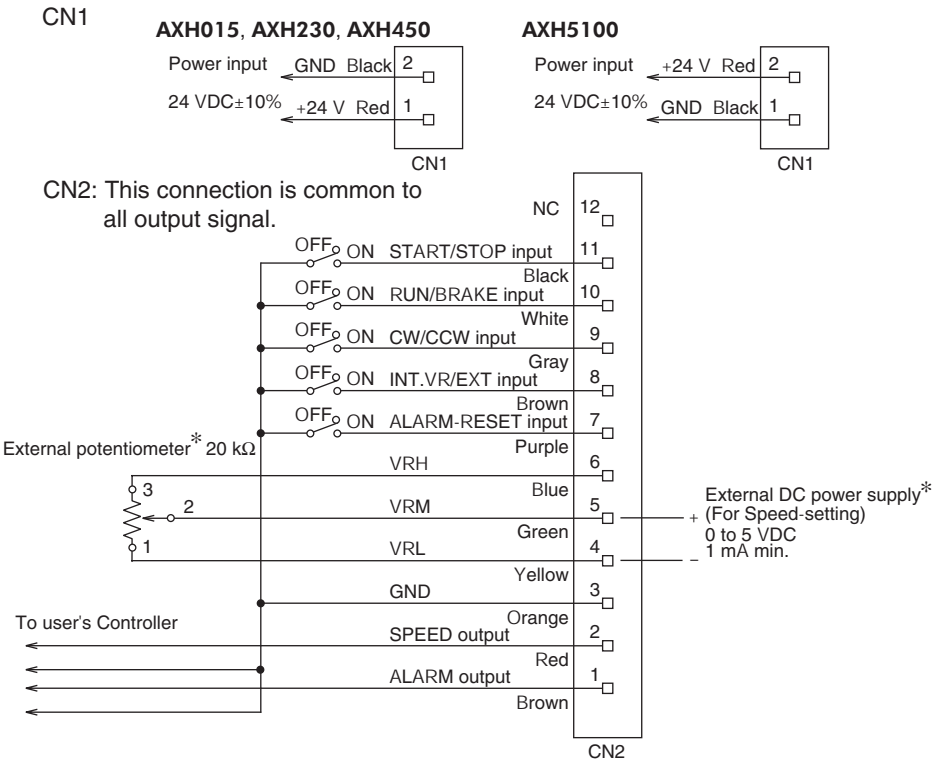 CN1
AXH015, AXH230, AXH450
AXH5100
Power input
GND Black
2
24 VDC±10%
+24 V Red
1
CN1
Power input
+24 V Red
2
24 VDC±10%
GND Black
1
CN1
CN2: This connection is common to
all output signal.
NC 12
OFF ON START/STOP input 11
Black
OFF ON RUN/BRAKE input 10
White
OFF ON CW/CCW input 9
Gray
OFF ON INT.VR/EXT input 8
Brown
OFF ON ALARM-RESET input 7
Purple
External potentiometer* 20 kΩ
VRH 6
Blue
3
2
VRM 5
Green
1
VRL 4
Yellow
External DC power supply*
+ (For Speed-setting)
0 to 5 VDC
− 1 mA min.
GND 3
Orange
To user's Controller
SPEED output 2
Red
ALARM output 1
Brown
CN2